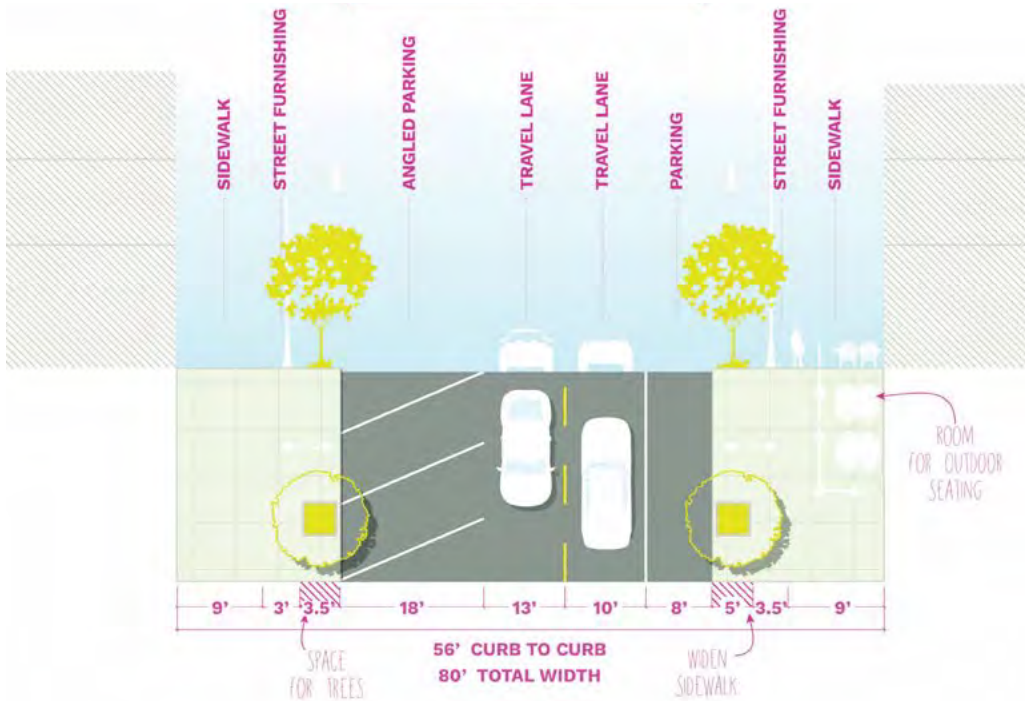 SIDEWALK
STREET FURNISHING
ANGLED PARKING
TRAVEL LANE
TRAVEL LANE
PARKING
STREET FURNISHING
SIDEWALK
ROOM
FOR OUTDOOR
SEATING
9' 3' 3.5' 18' 13' 10' 8' 5' 3.5' 9'
56' CURB TO CURB
80' TOTAL WIDTH
SPACE
FOR TREES
WIDEN
SIDEWALK